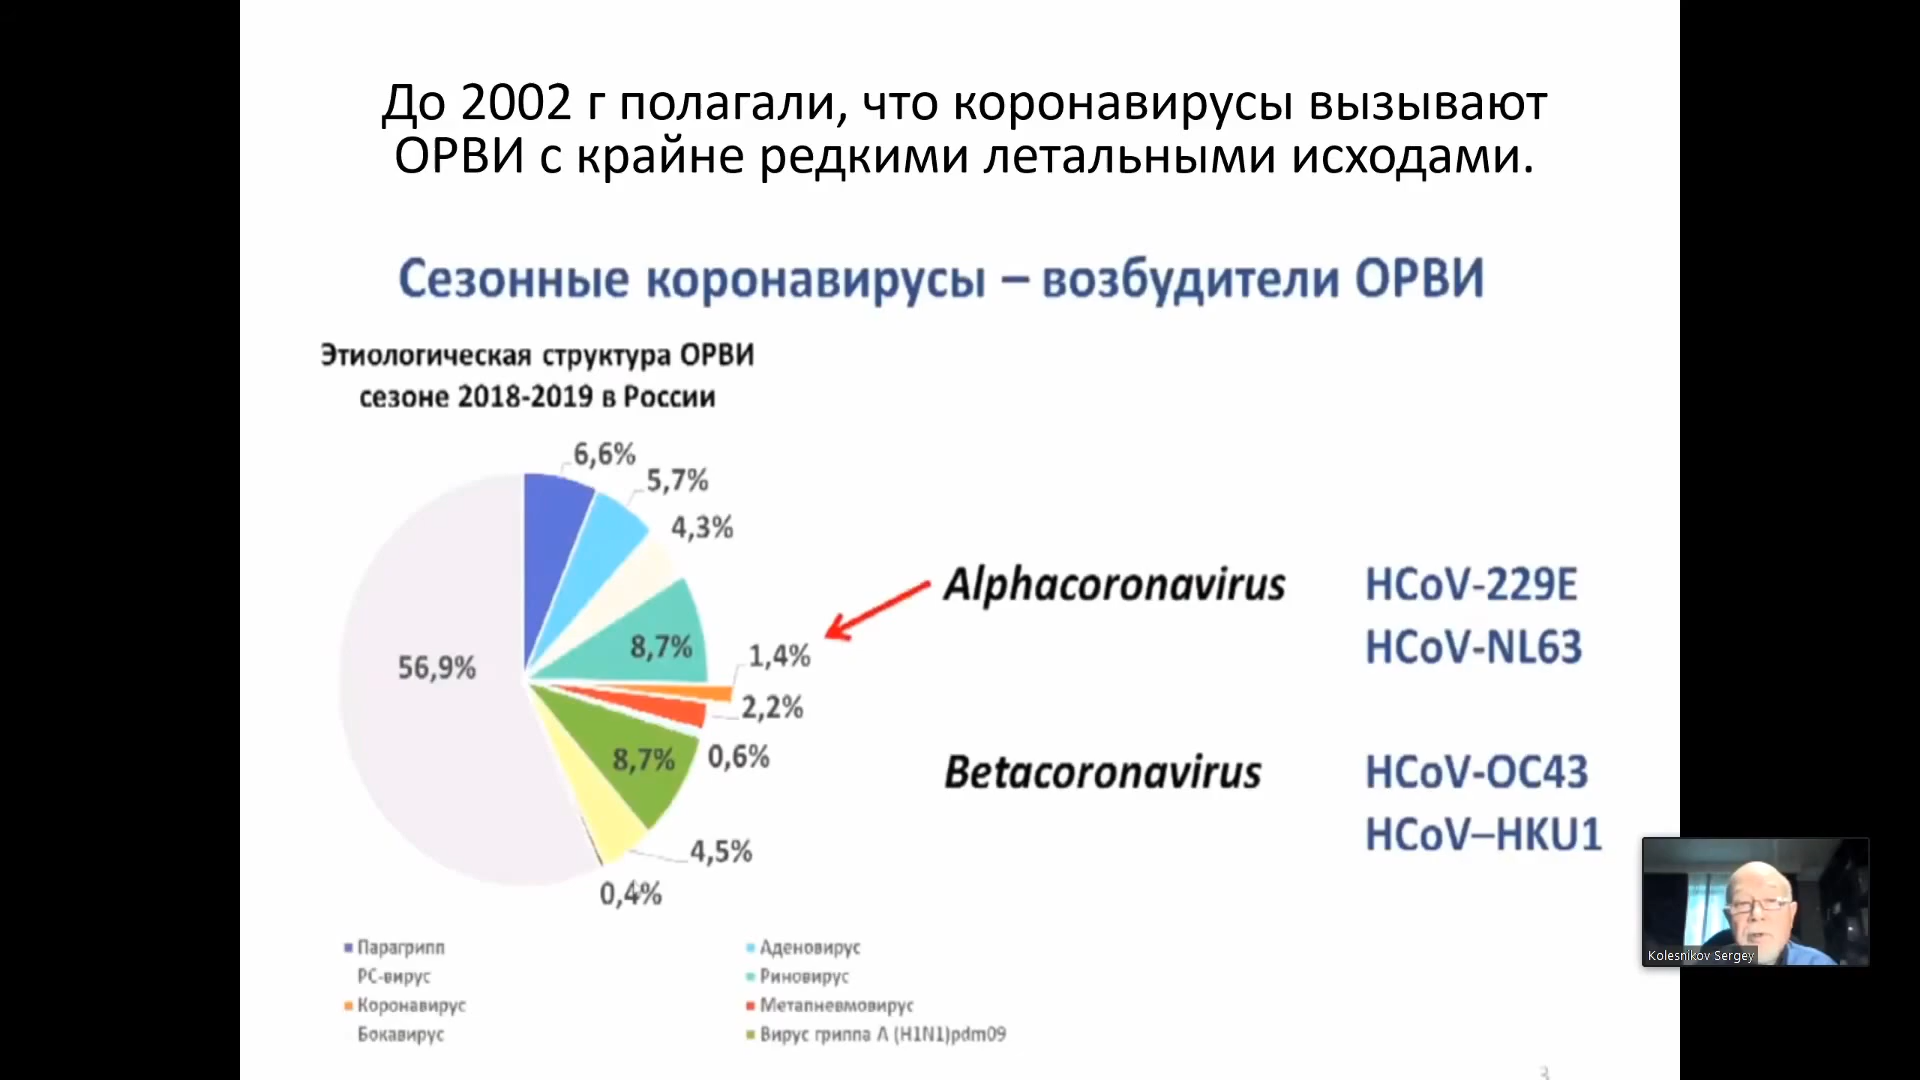 До 2002 г полагали, что коронавирусы вызывают
ОРВИ с крайне редкими летальными исходами.
Сезонные коронавирусы – возбудители ОРВИ
Этиологическая структура ОРВИ
сезоне 2018-2019 в России
6,6%
5,7%
4,3%
8,7%
1,4%
2,2%
0,6%
8,7%
4,5%
0,4%
56,9%
Alphacoronavirus HCoV-229E
HCoV-NL63
Betacoronavirus HCoV-OC43
HCoV–HKU1
Парагрипп Аденовирус
РС-вирус Риновирус
Коронавирус Метапневмовирус
Бокавирус Вирус гриппа A (H1N1)pdm09
Kolesnikov Sergey
3